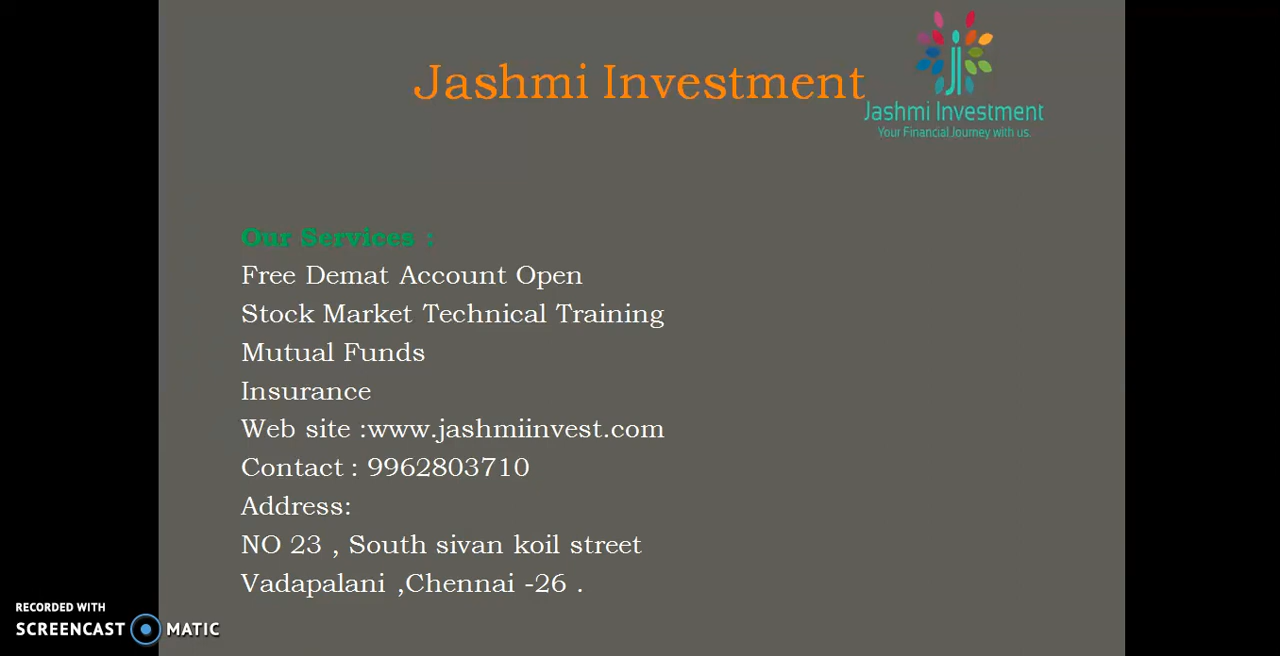 Jashmi Investment
Jashmi Investment
Your Financial Journey with us.
Our Services :
Free Demat Account Open
Stock Market Technical Training
Mutual Funds
Insurance
Web site :www.jashmiinvest.com
Contact : 9962803710
Address:
NO 23 , South sivan koil street
Vadapalani ,Chennai -26 .
RECORDED WITH
SCREENCAST MATIC